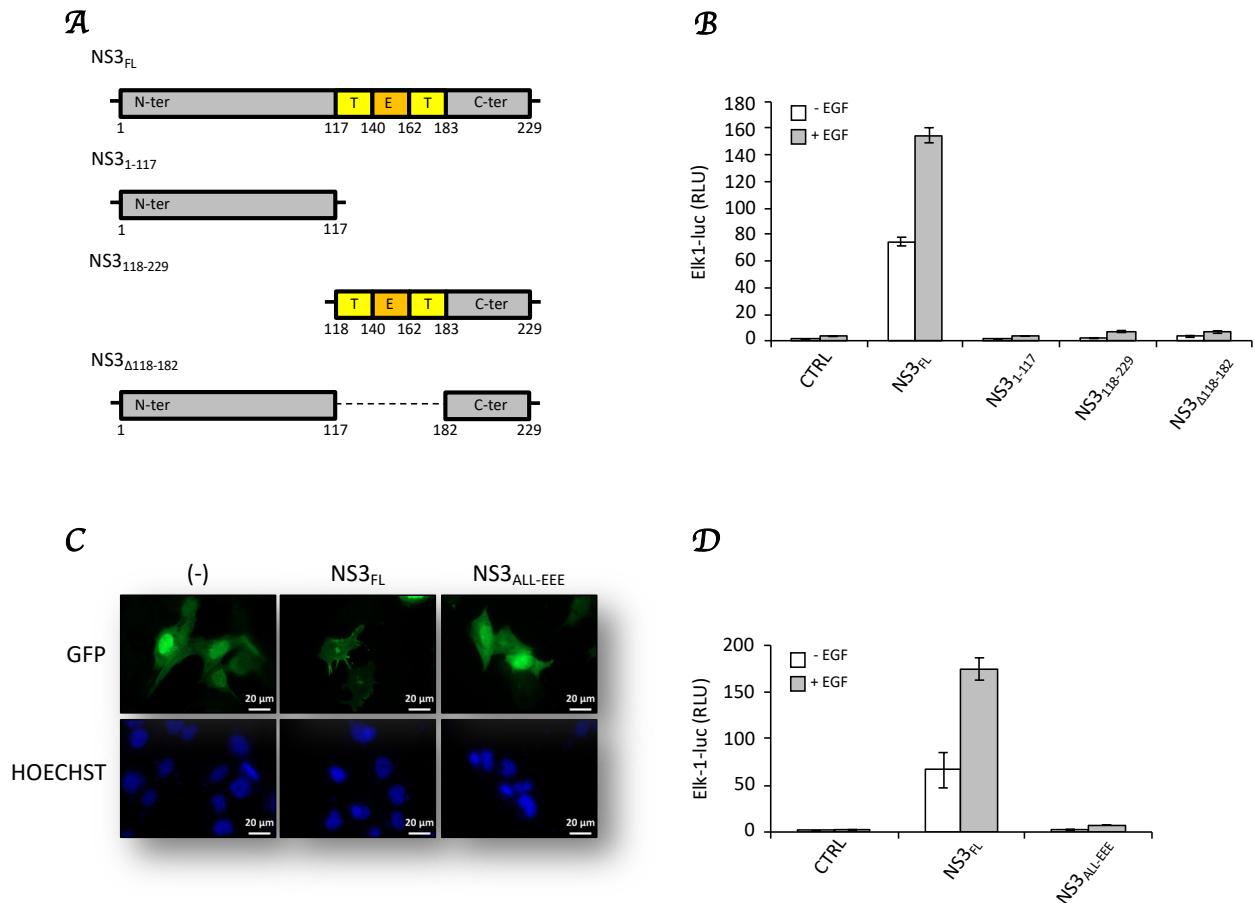 A
NS3FL
N-ter T E T C-ter
1 117 140 162 183 229
NS31-117
N-ter
1 117
NS3118-229
T E T C-ter
118 140 162 183 229
NS3Δ118-182
N-ter C-ter
1 117 182 229
B
Elk1-luc (RLU)
180
160
140
120
100
80
60
40
20
0
- EGF
+ EGF
CTRL
NS3FL
NS31-117
NS3118-229
NS3Δ118-182
C
(-) NS3FL NS3ALL-EEE
GFP
20 µm 20 µm 20 µm
HOECHST
20 µm 20 µm 20 µm
D
Elk-1-luc (RLU)
200
150
100
50
0
- EGF
+ EGF
CTRL
NS3FL
NS3ALL-EEE